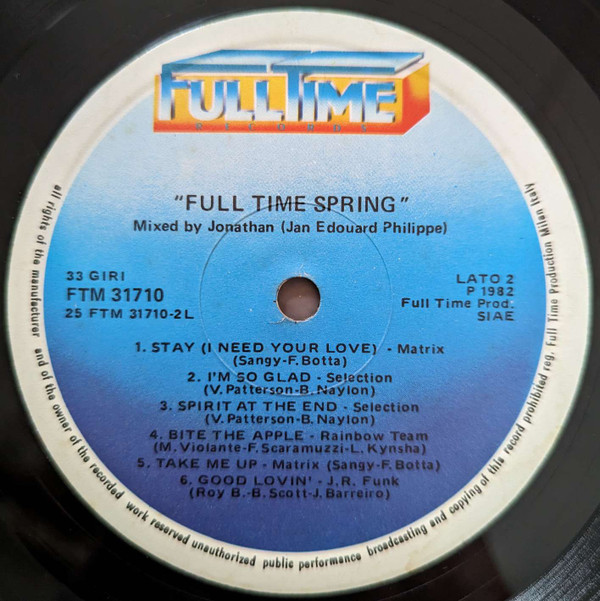 FULL TIME
RECORDS
"FULL TIME SPRING"
Mixed by Jonathan (Jan Edouard Philippe)
33 GIRI
FTM 31710
25 FTM 31710-2L
LATO 2
P 1982
Full Time Prod.
SIAE
1. STAY (I NEED YOUR LOVE) - Matrix
(Sangy-F. Botta)
2. I'M SO GLAD - Selection
(V. Patterson-B. Naylon)
3. SPIRIT AT THE END - Selection
(V. Patterson-B. Naylon)
4. BITE THE APPLE - Rainbow Team
(M. Violante-F. Scaramuzzi-L. Kynsha)
5. TAKE ME UP - Matrix (Sangy-F. Botta)
6. GOOD LOVIN' - J.R. Funk
(Roy B.-B. Scott-J. Barreiro)
all rights of the manufacturer and of the owner of the recorded work reserved unauthorized public performance broadcasting and copying of this record prohibited reg. Full Time Production Milan Italy